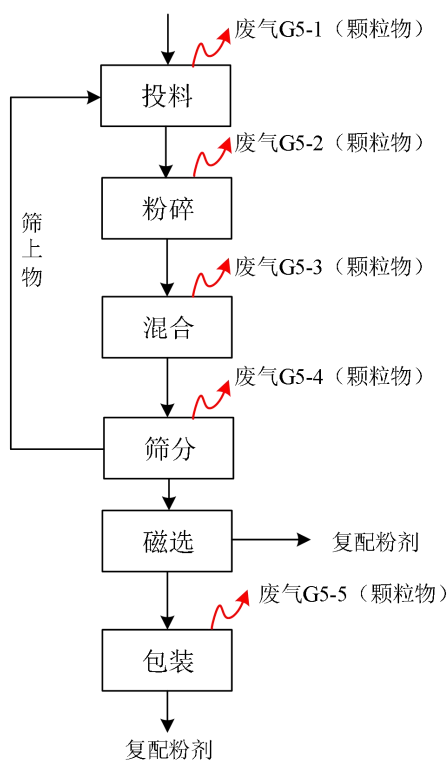 废气G5-1（颗粒物）
投料
废气G5-2（颗粒物）
粉碎
筛上物
废气G5-3（颗粒物）
混合
废气G5-4（颗粒物）
筛分
磁选
复配粉剂
废气G5-5（颗粒物）
包装
复配粉剂